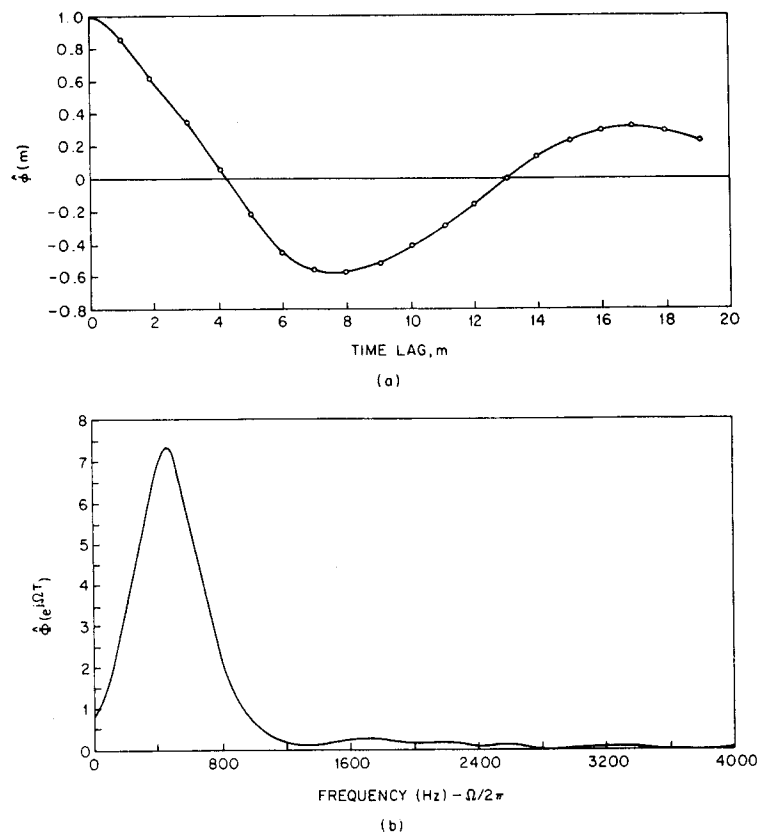 1.0
0.8
0.6
0.4
0.2
0
-0.2
-0.4
-0.6
-0.8
φ̂(m)
0 2 4 6 8 10 12 14 16 18 20
TIME LAG, m
(a)
8
7
6
5
4
3
2
1
0
Φ̂(e^jΩT)
0 800 1600 2400 3200 4000
FREQUENCY (Hz) – Ω/2π
(b)